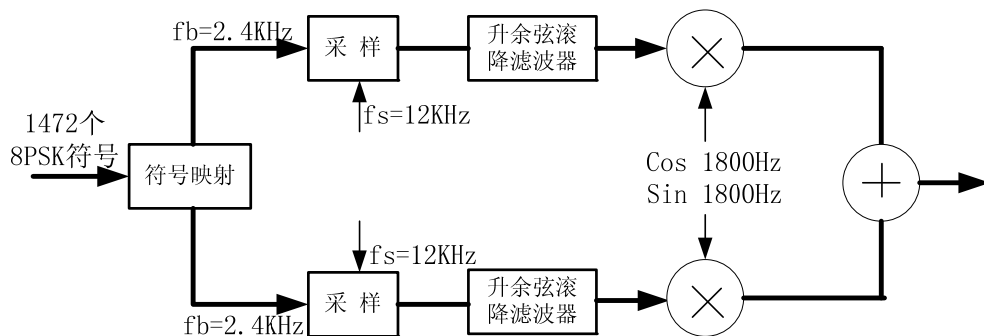 fb=2.4KHz
采 样
升余弦滚
降滤波器
fs=12KHz
1472个
8PSK符号
符号映射
Cos 1800Hz
Sin 1800Hz
fs=12KHz
采 样
升余弦滚
降滤波器
fb=2.4KHz